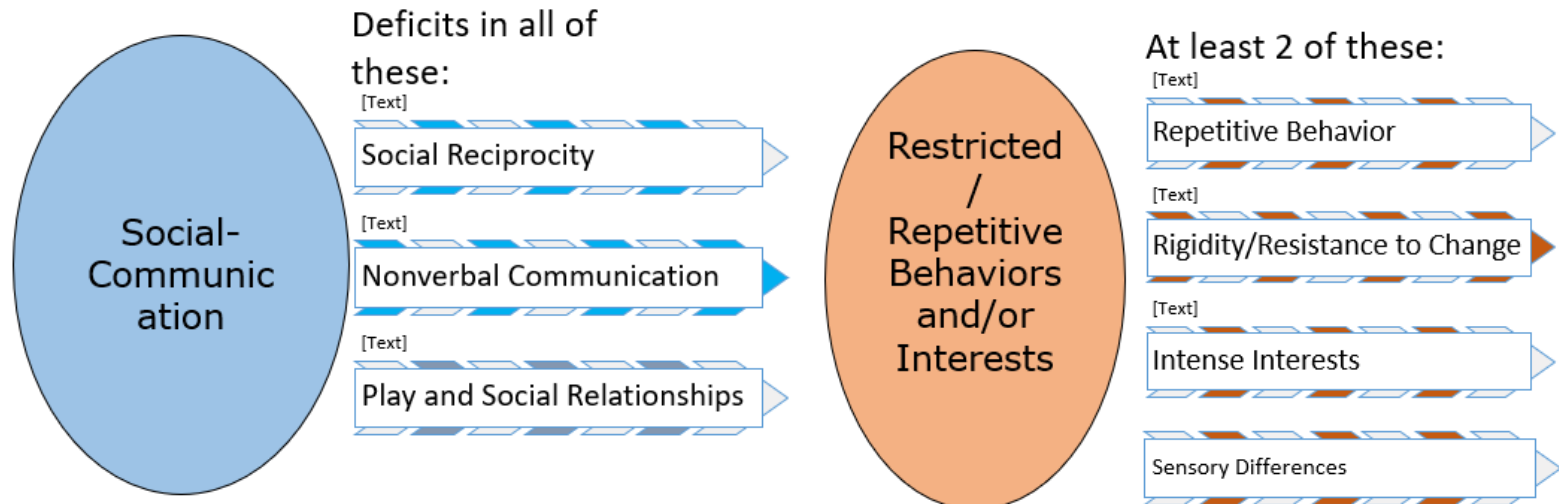 Social-
Communic
ation
Deficits in all of
these:
[Text]
Social Reciprocity
[Text]
Nonverbal Communication
[Text]
Play and Social Relationships
Restricted
/
Repetitive
Behaviors
and/or
Interests
At least 2 of these:
[Text]
Repetitive Behavior
[Text]
Rigidity/Resistance to Change
[Text]
Intense Interests
Sensory Differences